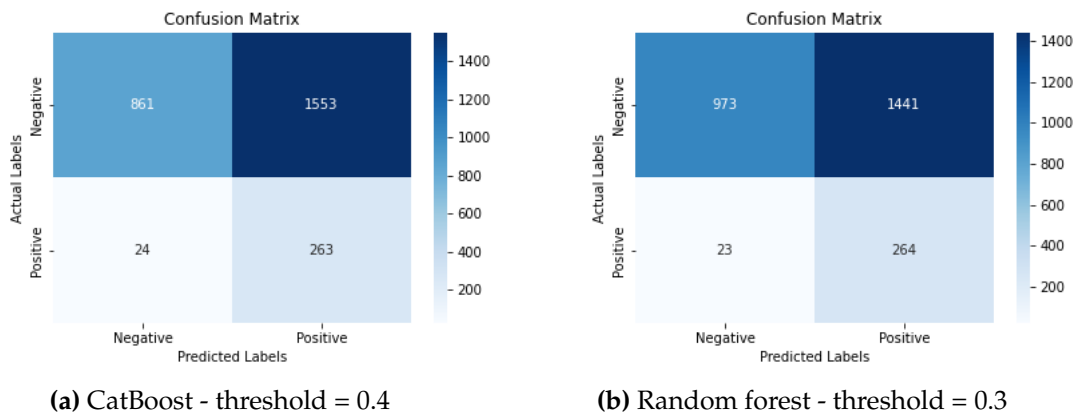 Confusion Matrix
Negative
Positive
Actual Labels
861
1553
24
263
Negative
Positive
Predicted Labels
1400
1200
1000
800
600
400
200
(a) CatBoost - threshold = 0.4
Confusion Matrix
Negative
Positive
Actual Labels
973
1441
23
264
Negative
Positive
Predicted Labels
1400
1200
1000
800
600
400
200
(b) Random forest - threshold = 0.3